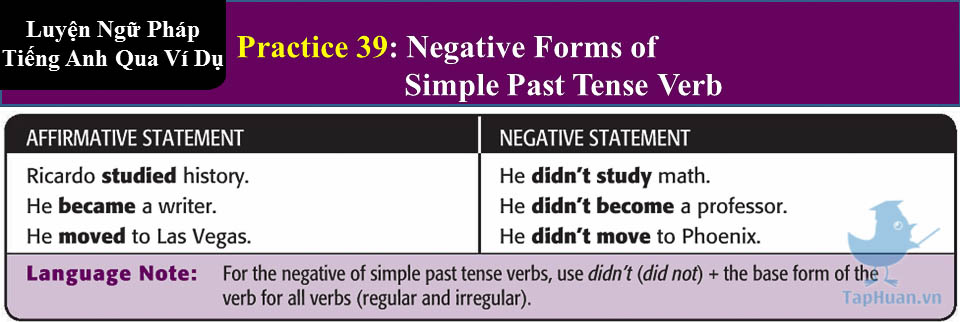 Luyện Ngữ Pháp
Tiếng Anh Qua Ví Dụ
Practice 39: Negative Forms of
Simple Past Tense Verb
AFFIRMATIVE STATEMENT
NEGATIVE STATEMENT
Ricardo studied history.
He didn't study math.
He became a writer.
He didn't become a professor.
He moved to Las Vegas.
He didn't move to Phoenix.
Language Note: For the negative of simple past tense verbs, use didn't (did not) + the base form of the
verb for all verbs (regular and irregular).
TapHuan.vn